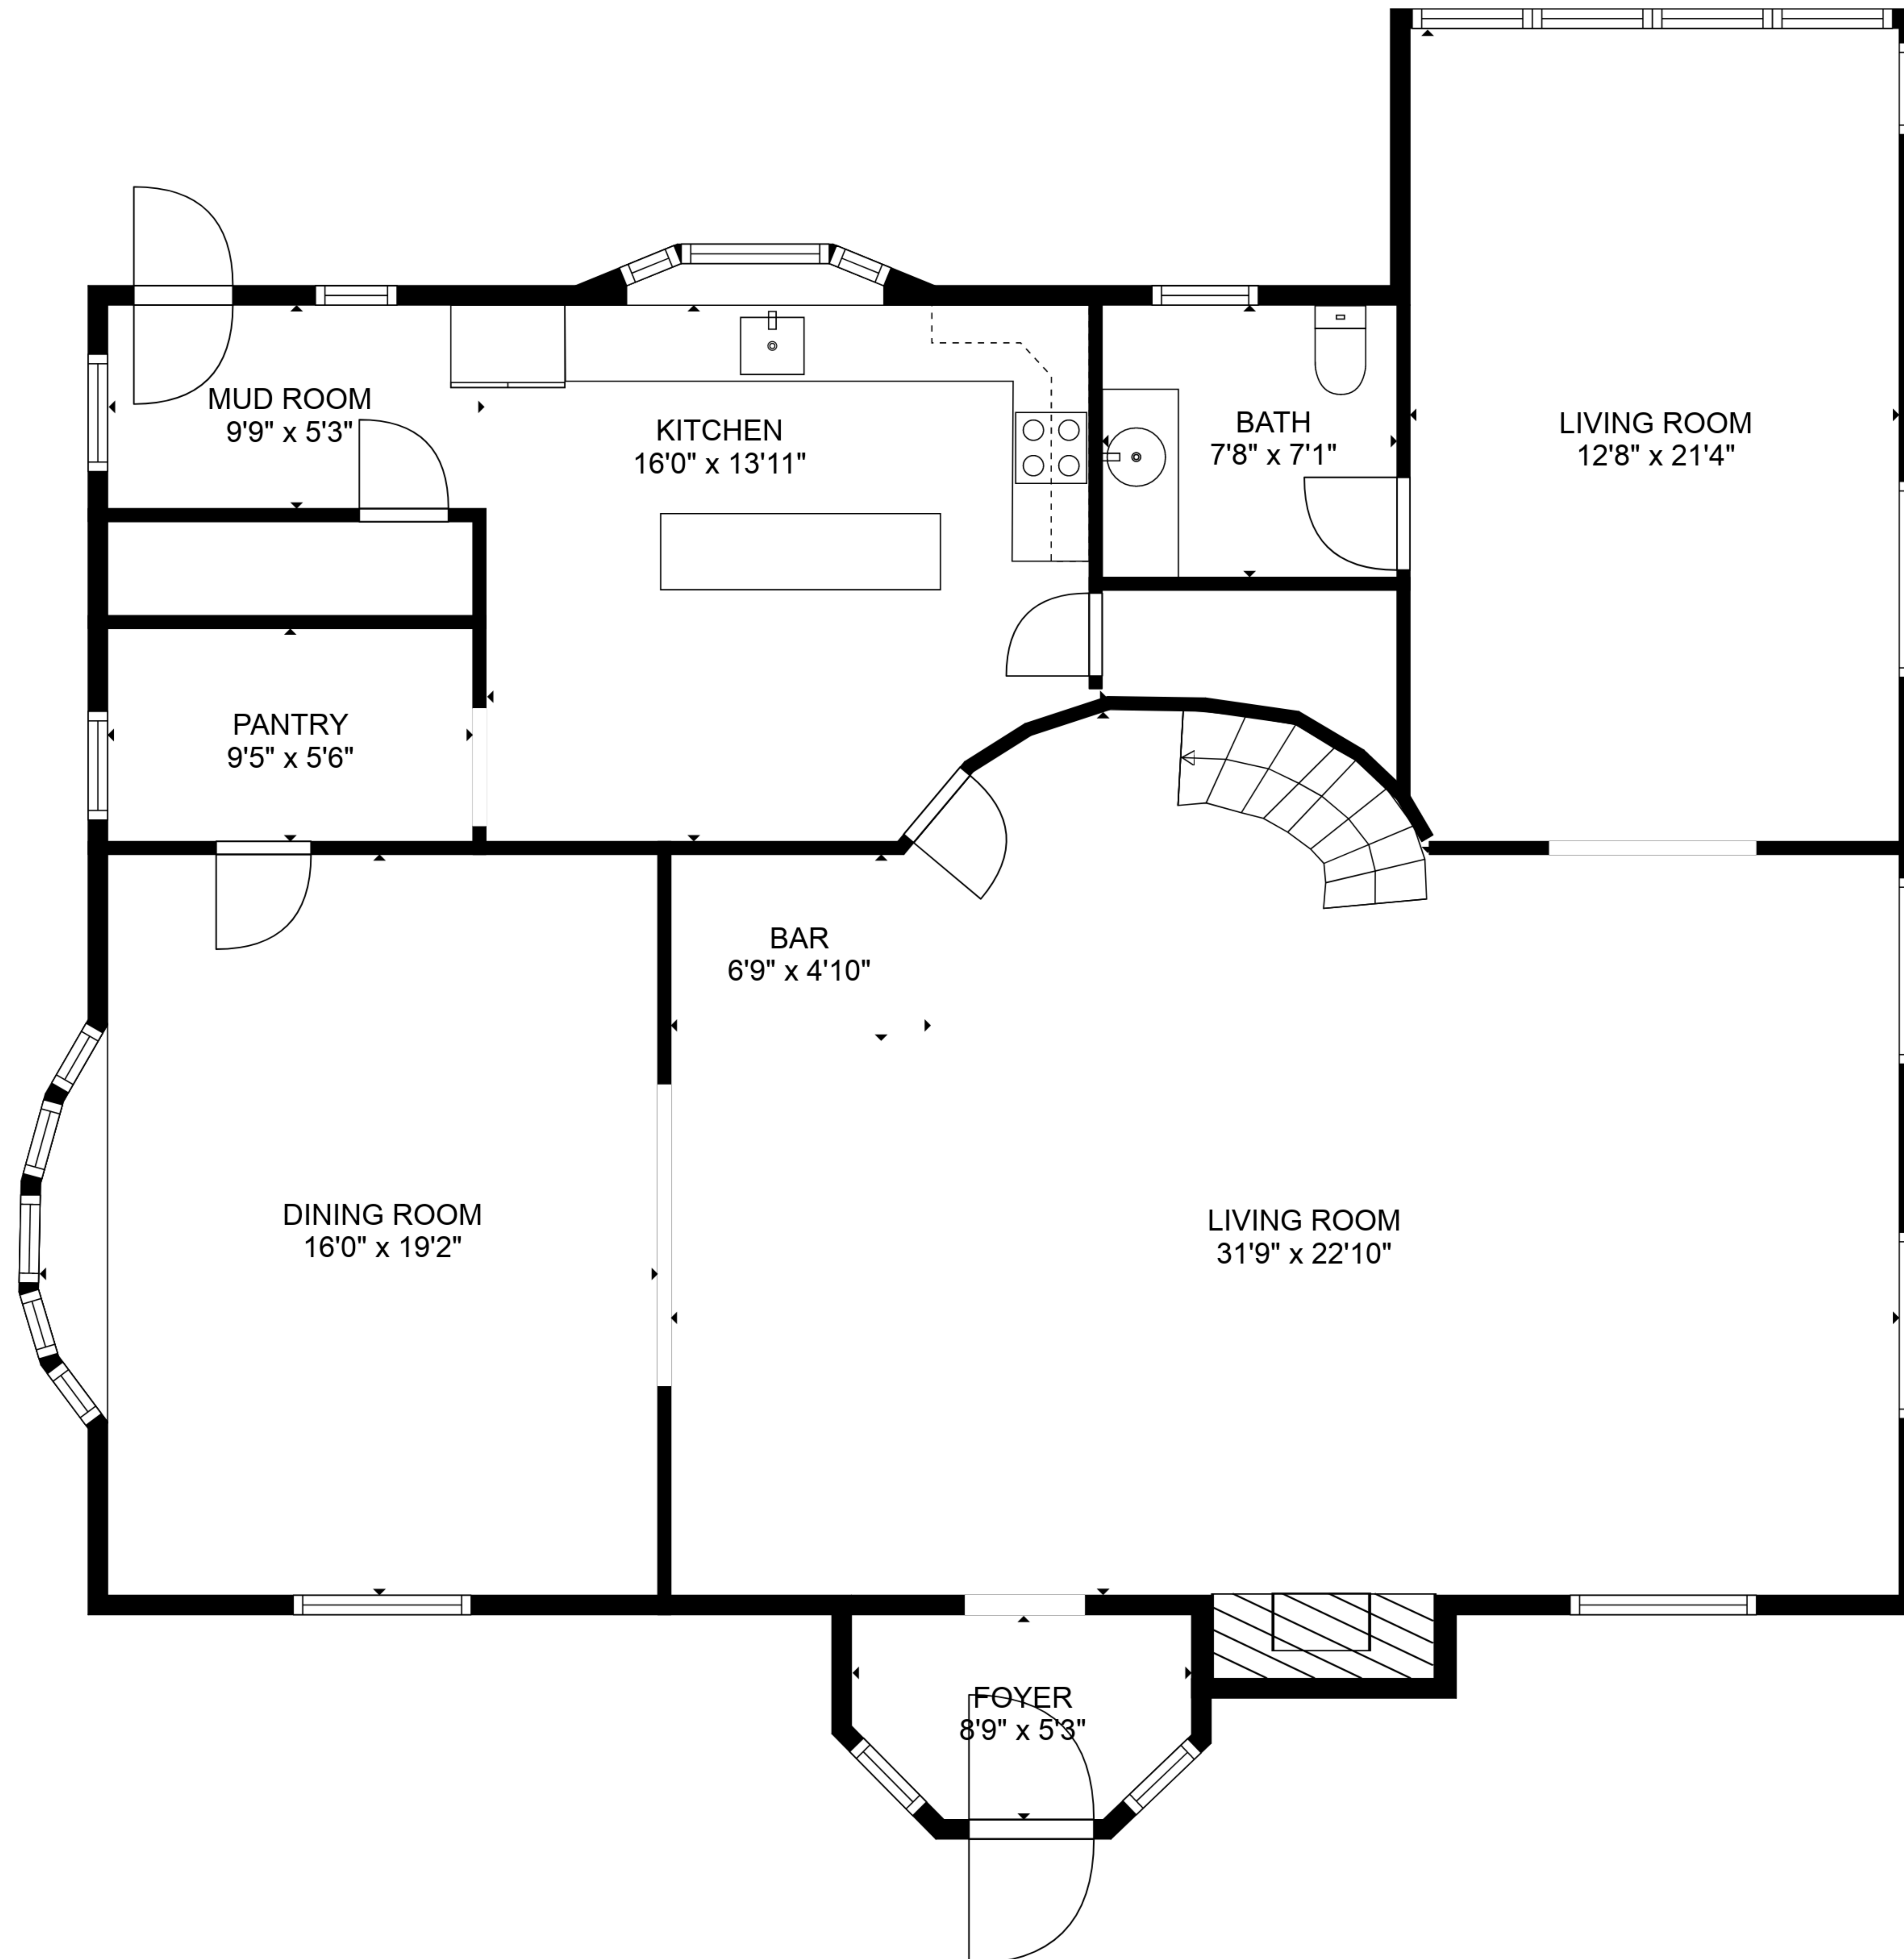 MUD ROOM
9'9" x 5'3"
KITCHEN
16'0" x 13'11"
BATH
7'8" x 7'1"
LIVING ROOM
12'8" x 21'4"
PANTRY
9'5" x 5'6"
BAR
6'9" x 4'10"
DINING ROOM
16'0" x 19'2"
LIVING ROOM
31'9" x 22'10"
FOYER
8'9" x 5'3"